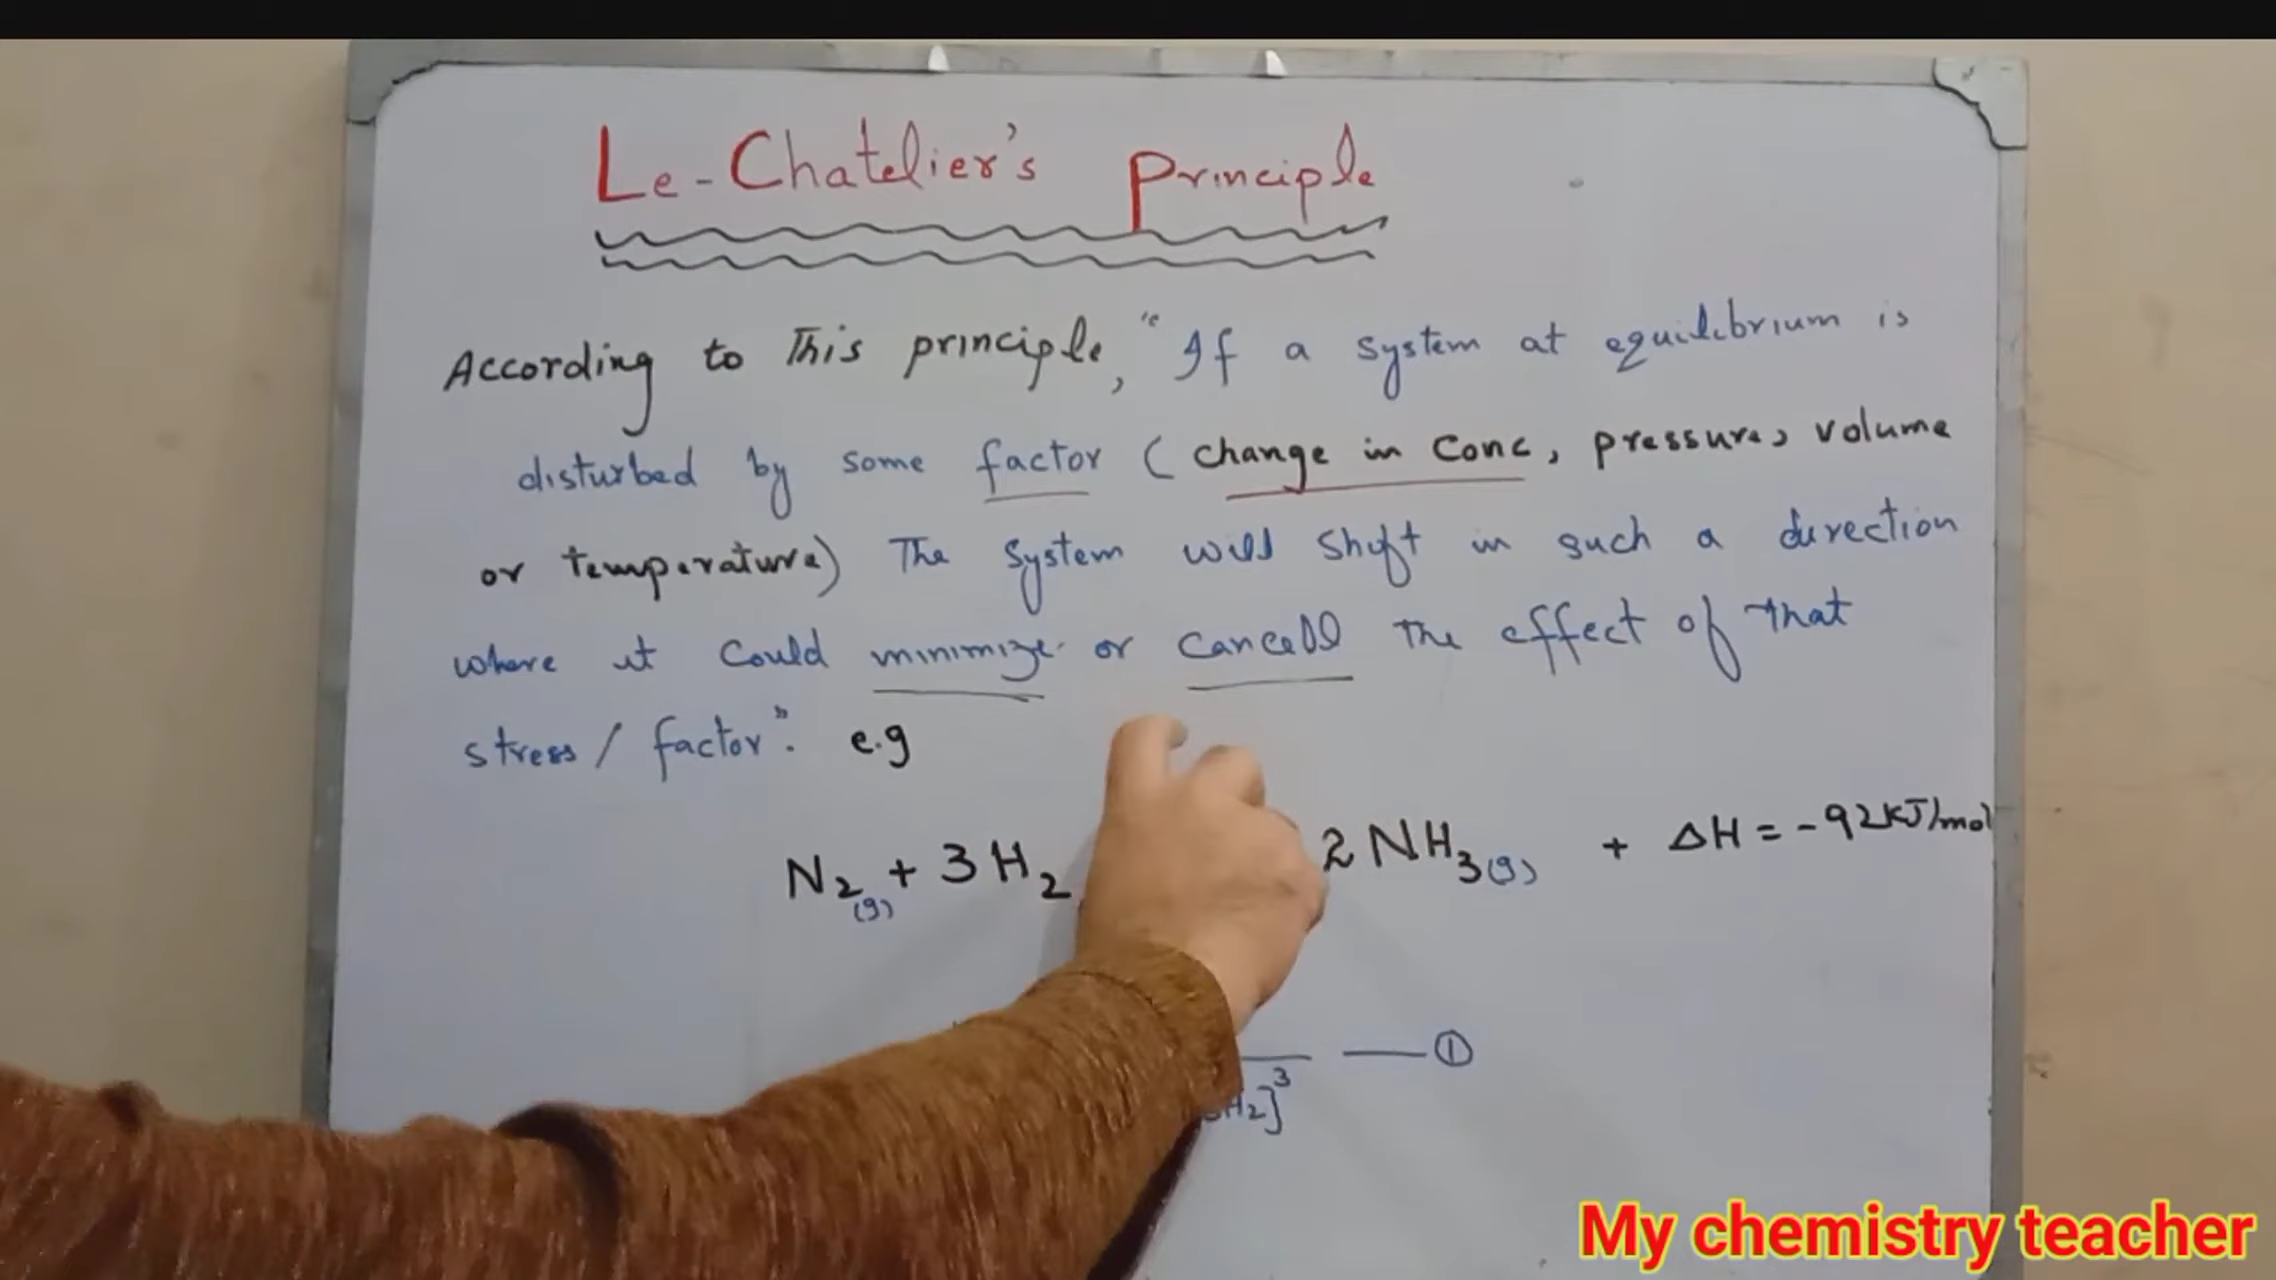 Le-Chatelier's Principle
According to This principle, "If a system at equilibrium is
disturbed by some factor (change in Conc, pressure, volume
or temperature) The System will Shift in such a direction
where it could minimize or cancell The effect of that
stress / factor". e.g
N2(g) + 3H2 2NH3(g) + ΔH = -92KJ/mol
①
H2]³
My chemistry teacher